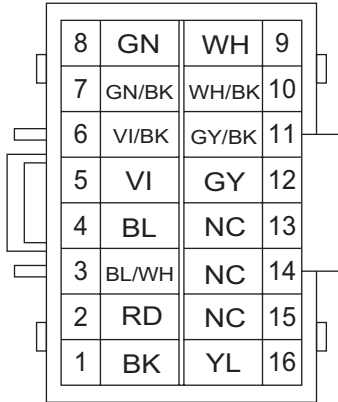 8 GN WH 9
7 GN/BK WH/BK 10
6 VI/BK GY/BK 11
5 VI GY 12
4 BL NC 13
3 BL/WH NC 14
2 RD NC 15
1 BK YL 16